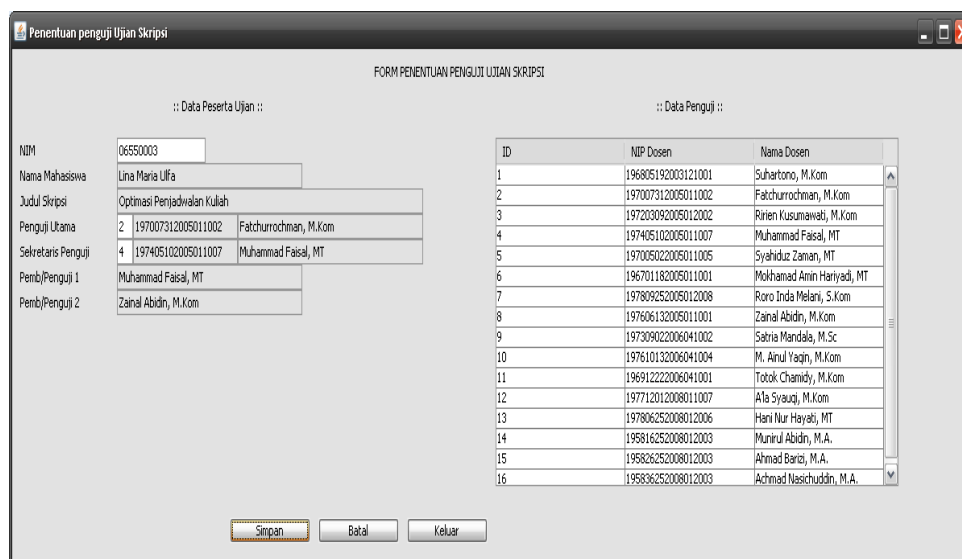 Penentuan penguji Ujian Skripsi
FORM PENENTUAN PENGUJI UJIAN SKRIPSI
:: Data Peserta Ujian ::
NIM 06550003
Nama Mahasiswa Lina Maria Ulfa
Judul Skripsi Optimasi Penjadwalan Kuliah
Penguji Utama 2 197007312005011002 Fatchurrochman, M.Kom
Sekretaris Penguji 4 197405102005011007 Muhammad Faisal, MT
Pemb/Penguji 1 Muhammad Faisal, MT
Pemb/Penguji 2 Zainal Abidin, M.Kom
:: Data Penguji ::
ID NIP Dosen Nama Dosen
1 196805192003121001 Suhartono, M.Kom
2 197007312005011002 Fatchurrochman, M.Kom
3 197203092005012002 Ririen Kusumawati, M.Kom
4 197405102005011007 Muhammad Faisal, MT
5 197005022005011005 Syahiduz Zaman, MT
6 196701182005011001 Mokhamad Amin Hariyadi, MT
7 197809252005012008 Roro Inda Melani, S.Kom
8 197606132005011001 Zainal Abidin, M.Kom
9 197309022006041002 Satria Mandala, M.Sc
10 197610132006041004 M. Ainul Yaqin, M.Kom
11 196912222006041001 Totok Chamidy, M.Kom
12 197712012008011007 A'la Syauqi, M.Kom
13 197806252008012006 Hani Nur Hayati, MT
14 195816252008012003 Munirul Abidin, M.A.
15 195826252008012003 Ahmad Barizi, M.A.
16 195836252008012003 Achmad Nasichuddin, M.A.
Simpan Batal Keluar